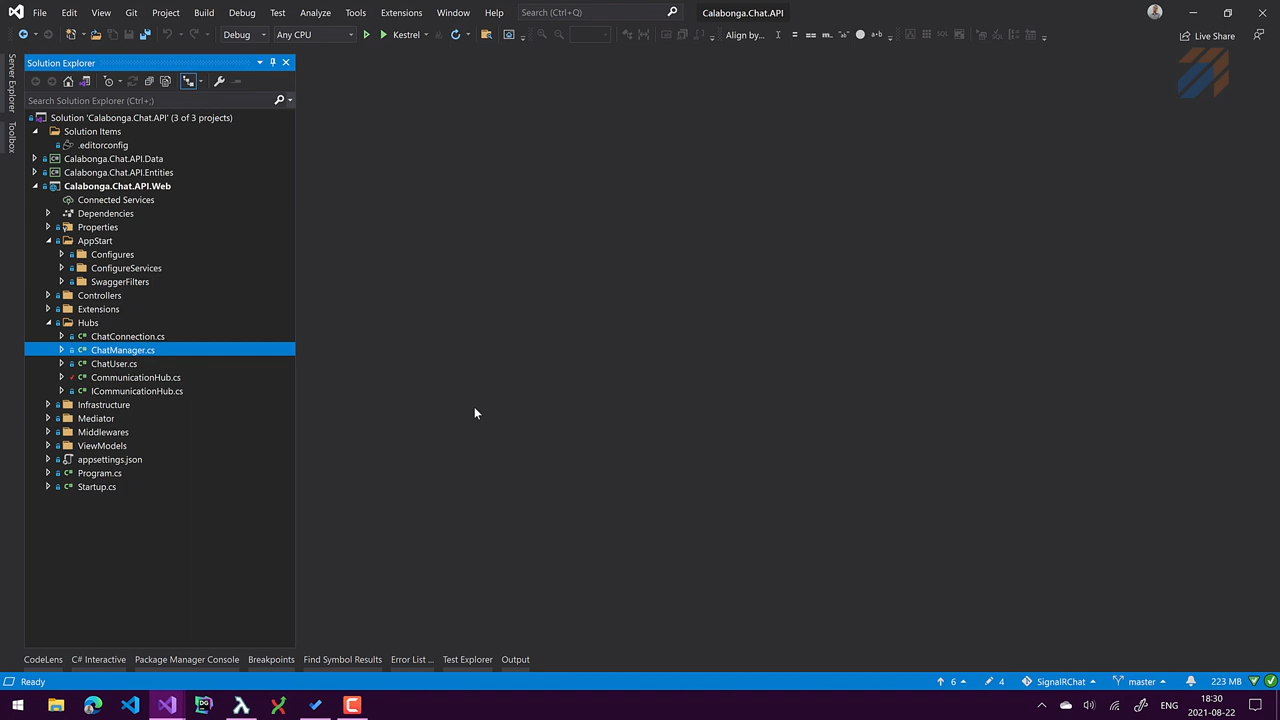 File Edit View Git Project Build Debug Test Analyze Tools Extensions Window Help Search (Ctrl+Q) Calabonga.Chat.API
Debug Any CPU Kestrel Align by... Live Share
Server Explorer
Toolbox
Solution Explorer
Search Solution Explorer (Ctrl+;)
Solution 'Calabonga.Chat.API' (3 of 3 projects)
Solution Items
.editorconfig
Calabonga.Chat.API.Data
Calabonga.Chat.API.Entities
Calabonga.Chat.API.Web
Connected Services
Dependencies
Properties
AppStart
Configures
ConfigureServices
SwaggerFilters
Controllers
Extensions
Hubs
ChatConnection.cs
ChatManager.cs
ChatUser.cs
CommunicationHub.cs
ICommunicationHub.cs
Infrastructure
Mediator
Middlewares
ViewModels
appsettings.json
Program.cs
Startup.cs
CodeLens C# Interactive Package Manager Console Breakpoints Find Symbol Results Error List ... Test Explorer Output
Ready 6 4 SignalRChat master 223 MB
ENG 18:30
2021-08-22